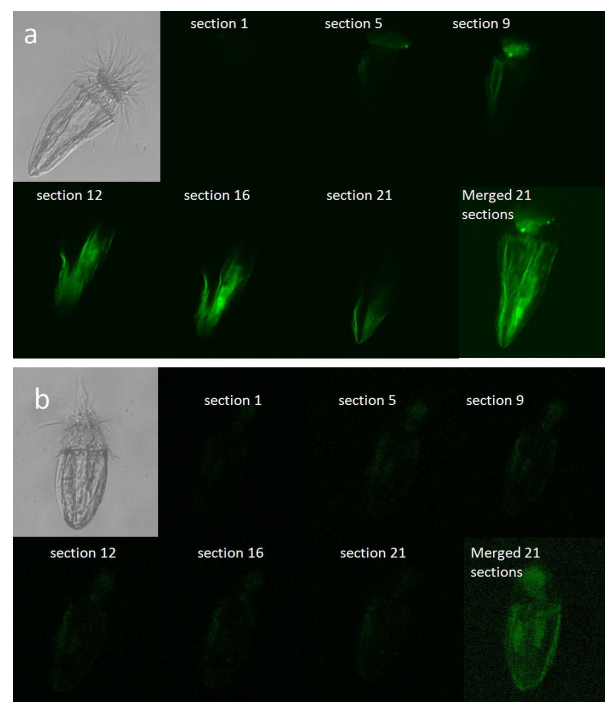 a
section 1
section 5
section 9
section 12
section 16
section 21
Merged 21
sections
b
section 1
section 5
section 9
section 12
section 16
section 21
Merged 21
sections